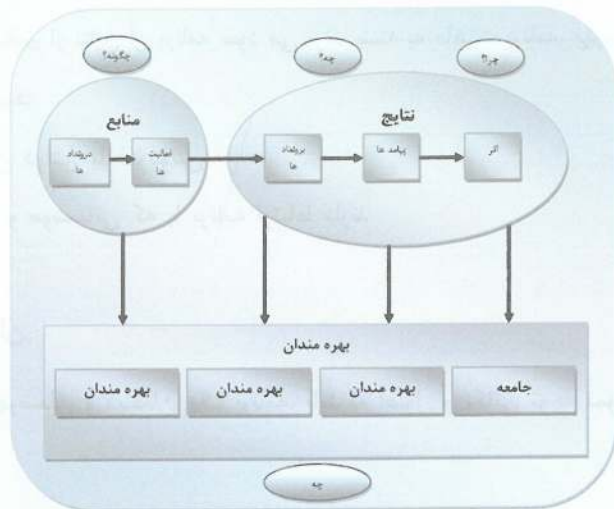 چگونه؟
چه؟
چرا؟
منابع
نتایج
درونداد
ها
فعالیت
ها
برونداد
ها
پیامد ها
اثر
بهره مندان
بهره مندان
بهره مندان
بهره مندان
جامعه
چه